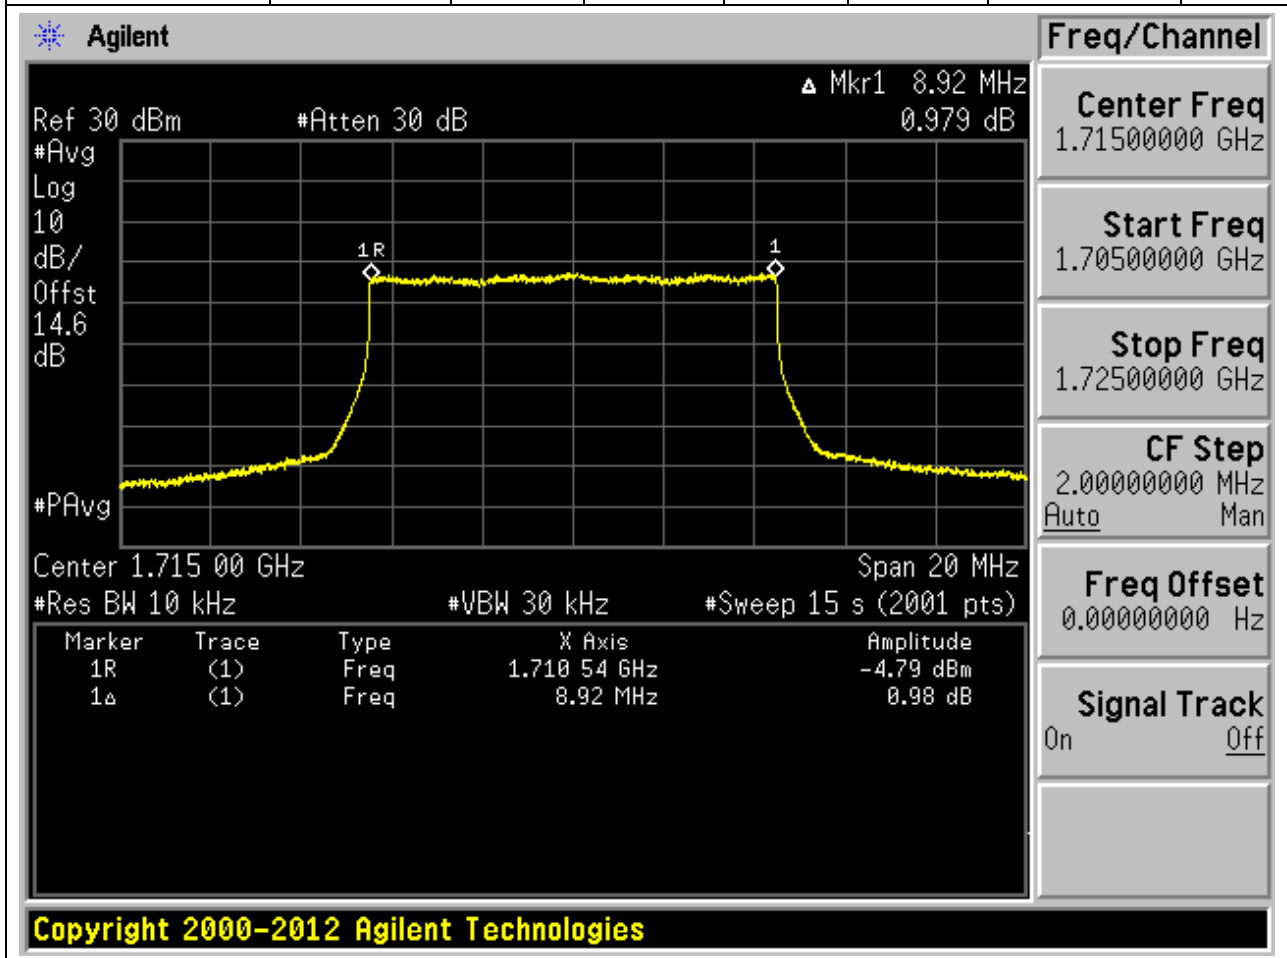 Agilent
Freq/Channel
Δ Mkr1 8.92 MHz
Ref 30 dBm #Atten 30 dB 0.979 dB
#Avg
Log
10
dB/
Offst
14.6
dB
1R
1
#PAvg
Center 1.715 00 GHz Span 20 MHz
#Res BW 10 kHz #VBW 30 kHz #Sweep 15 s (2001 pts)
Marker Trace Type X Axis Amplitude
1R (1) Freq 1.710 54 GHz -4.79 dBm
1Δ (1) Freq 8.92 MHz 0.98 dB
Center Freq
1.71500000 GHz
Start Freq
1.70500000 GHz
Stop Freq
1.72500000 GHz
CF Step
2.00000000 MHz
Auto Man
Freq Offset
0.00000000 Hz
Signal Track
On Off
Copyright 2000-2012 Agilent Technologies